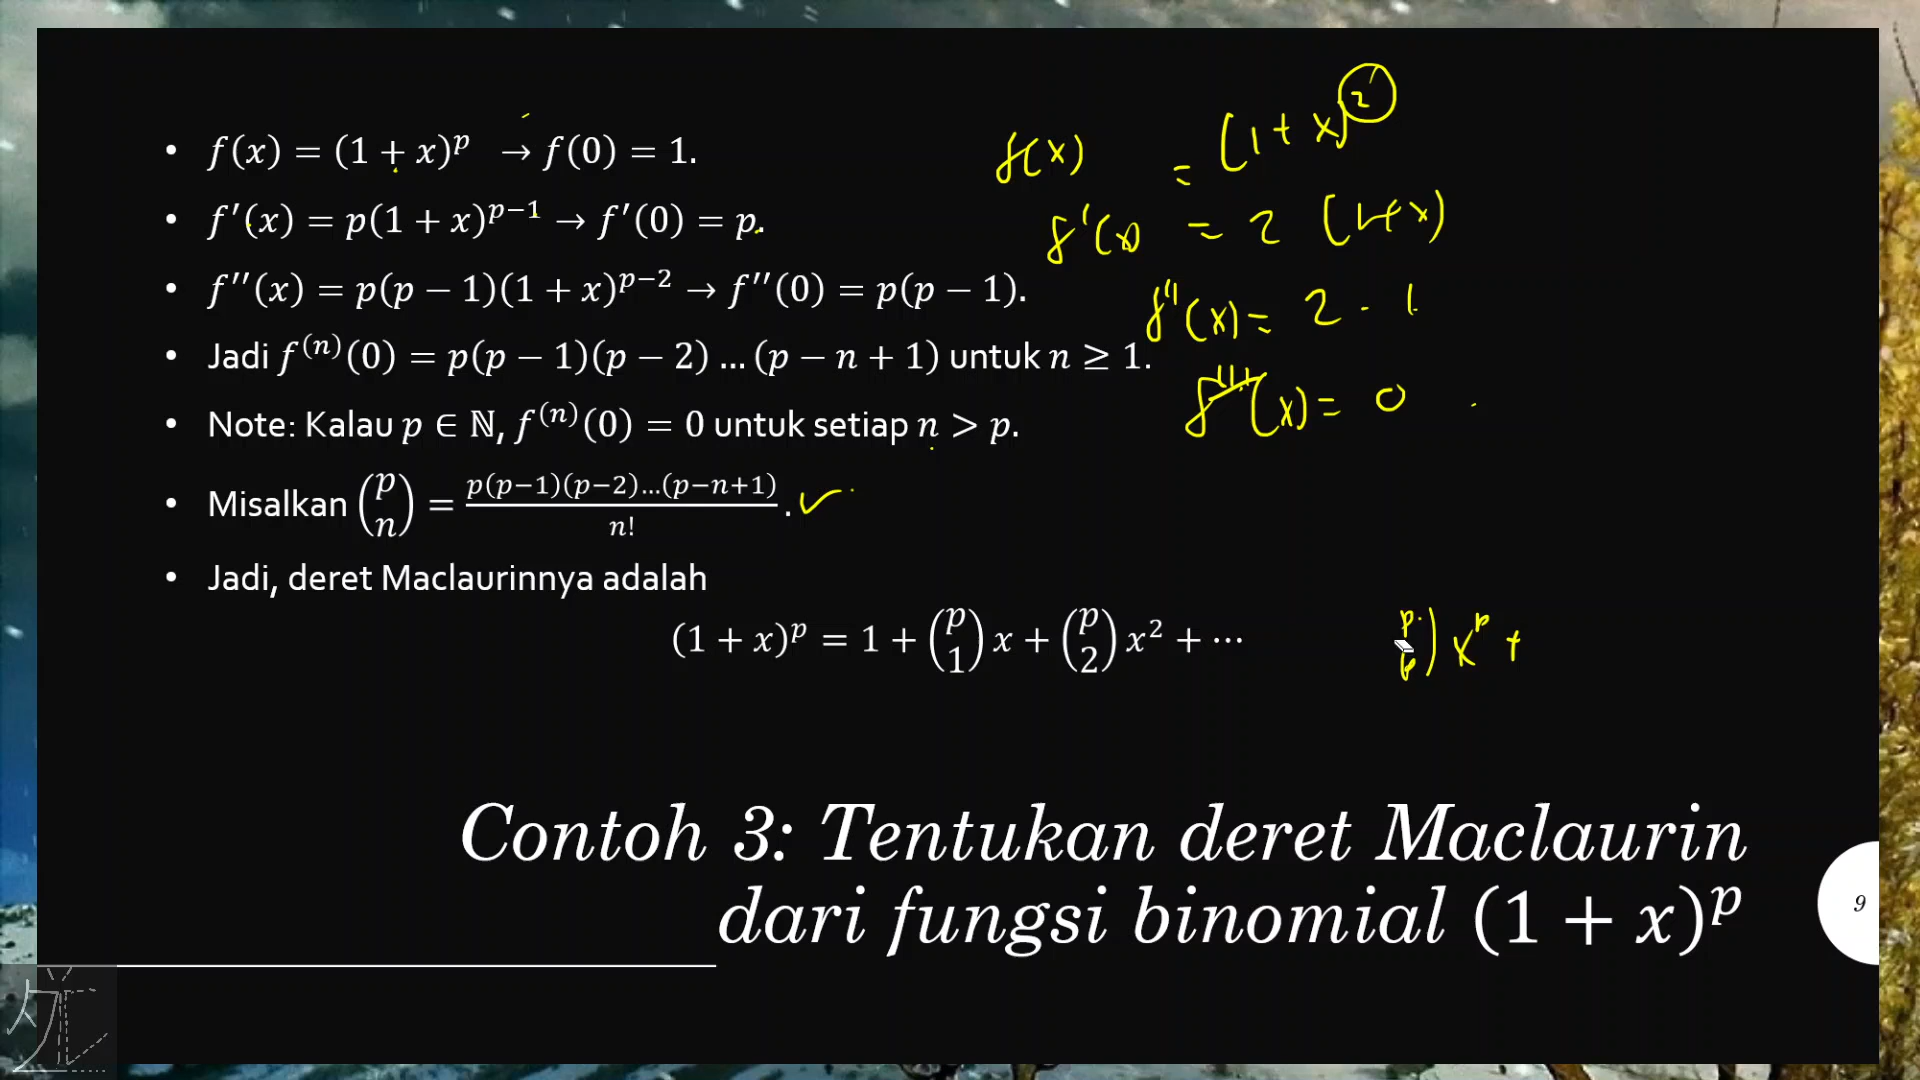 • f(x) = (1 + x)^p → f(0) = 1.
• f′(x) = p(1 + x)^{p−1} → f′(0) = p.
• f′′(x) = p(p − 1)(1 + x)^{p−2} → f′′(0) = p(p − 1).
• Jadi f^{(n)}(0) = p(p − 1)(p − 2) … (p − n + 1) untuk n ≥ 1.
• Note: Kalau p ∈ ℕ, f^{(n)}(0) = 0 untuk setiap n > p.
• Misalkan (p n) = p(p−1)(p−2)…(p−n+1) / n! . ✓
• Jadi, deret Maclaurinnya adalah
(1 + x)^p = 1 + (p 1) x + (p 2) x² + ⋯
f(x) = (1 + x)^2
f'(x) = 2 (1+x)
f''(x) = 2 . 1
f'''(x) = 0
) x^p +
Contoh 3: Tentukan deret Maclaurin
dari fungsi binomial (1 + x)^p
9